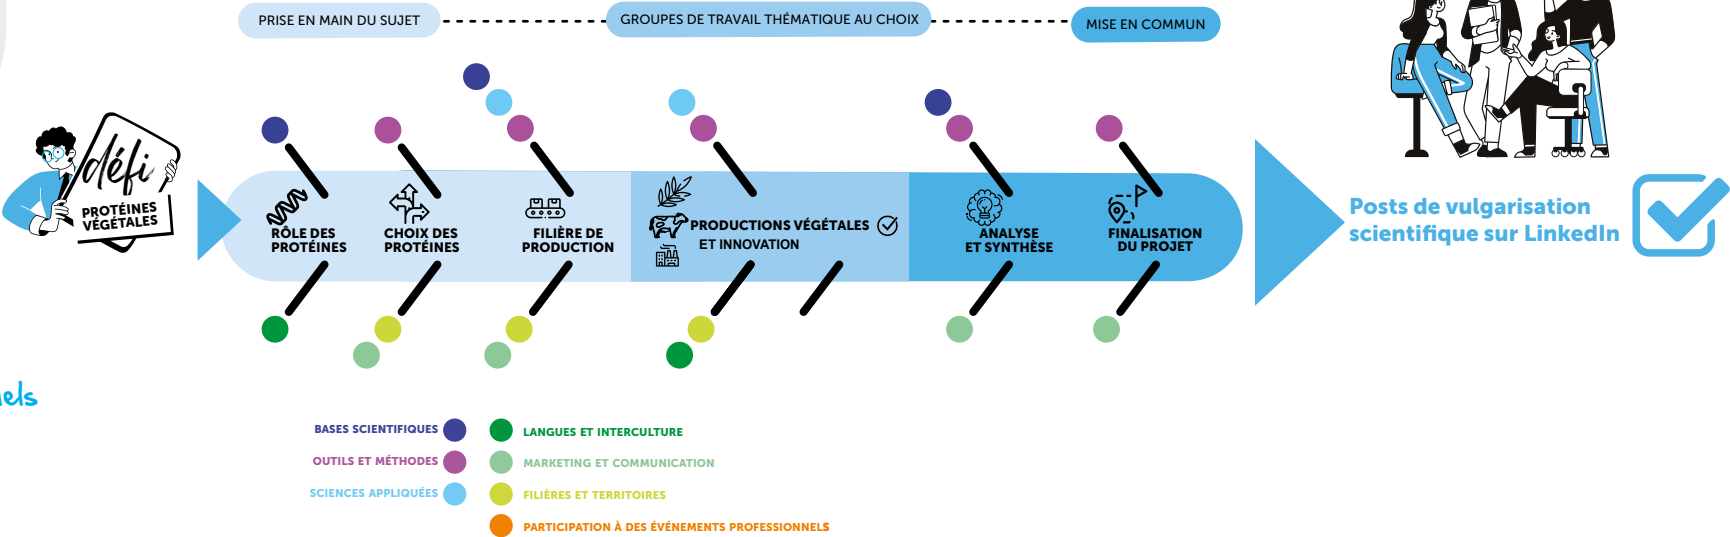 PRISE EN MAIN DU SUJET
GROUPES DE TRAVAIL THÉMATIQUE AU CHOIX
MISE EN COMMUN
défi
PROTÉINES
VÉGÉTALES
RÔLE DES
PROTÉINES
CHOIX DES
PROTÉINES
FILIÈRE DE
PRODUCTION
PRODUCTIONS VÉGÉTALES
ET INNOVATION
ANALYSE
ET SYNTHÈSE
FINALISATION
DU PROJET
Posts de vulgarisation
scientifique sur LinkedIn
els
BASES SCIENTIFIQUES
OUTILS ET MÉTHODES
SCIENCES APPLIQUÉES
LANGUES ET INTERCULTURE
MARKETING ET COMMUNICATION
FILIÈRES ET TERRITOIRES
PARTICIPATION À DES ÉVÉNEMENTS PROFESSIONNELS